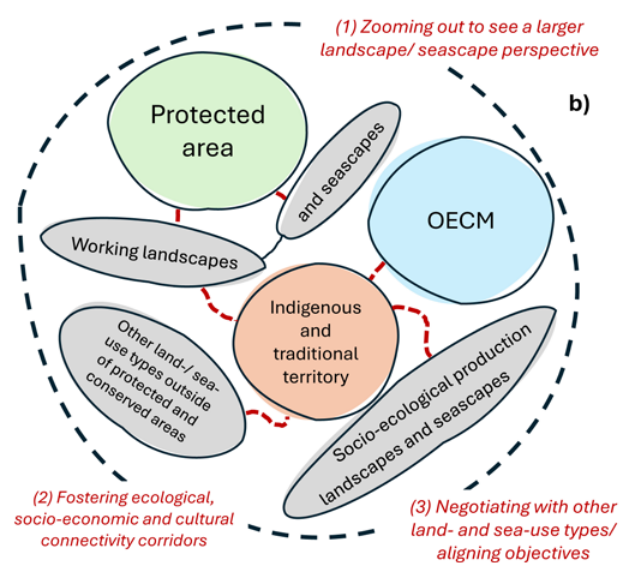 (1) Zooming out to see a larger
landscape/ seascape perspective
b)
Protected
area
and seascapes
OECM
Working landscapes
Indigenous
and
traditional
territory
Other land-/ sea-
use types outside
of protected and
conserved areas
Socio-ecological production
landscapes and seascapes
(2) Fostering ecological,
socio-economic and cultural
connectivity corridors
(3) Negotiating with other
land- and sea-use types/
aligning objectives